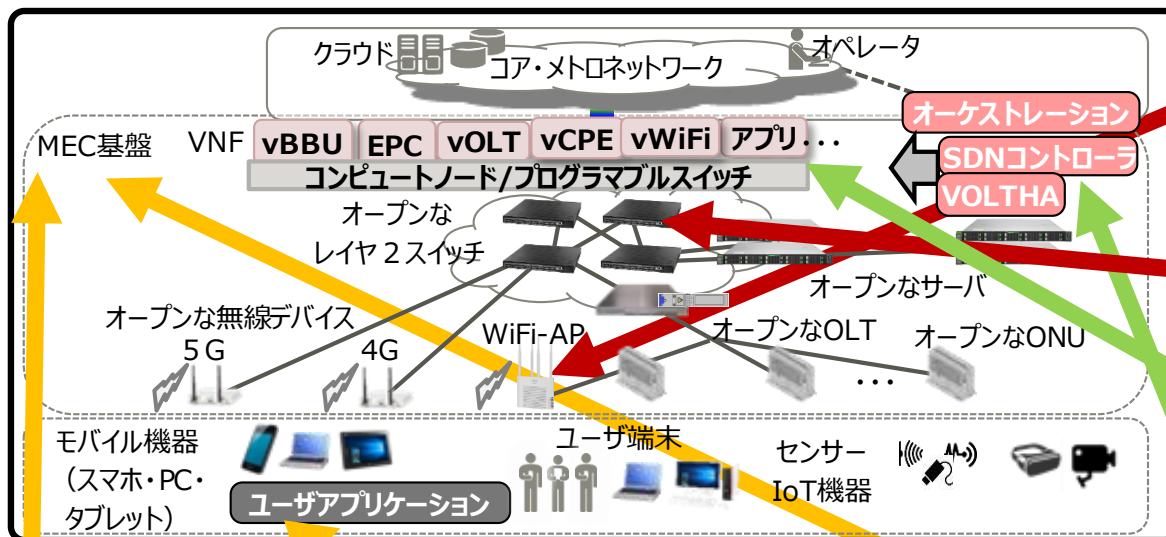 クラウド
コア・メトロネットワーク
オペレータ
オーケストレーション
MEC基盤
VNF
vBBU
EPC
vOLT
vCPE
vWiFi
アプリ
・・・
SDNコントローラ
VOLTHA
コンピュートノード/プログラマブルスイッチ
オープンな
レイヤ２スイッチ
オープンなサーバ
オープンな無線デバイス
WiFi-AP
オープンなOLT
オープンなONU
5G
4G
・・・
モバイル機器
（スマホ・PC・
タブレット）
ユーザ端末
センサー
IoT機器
ユーザアプリケーション